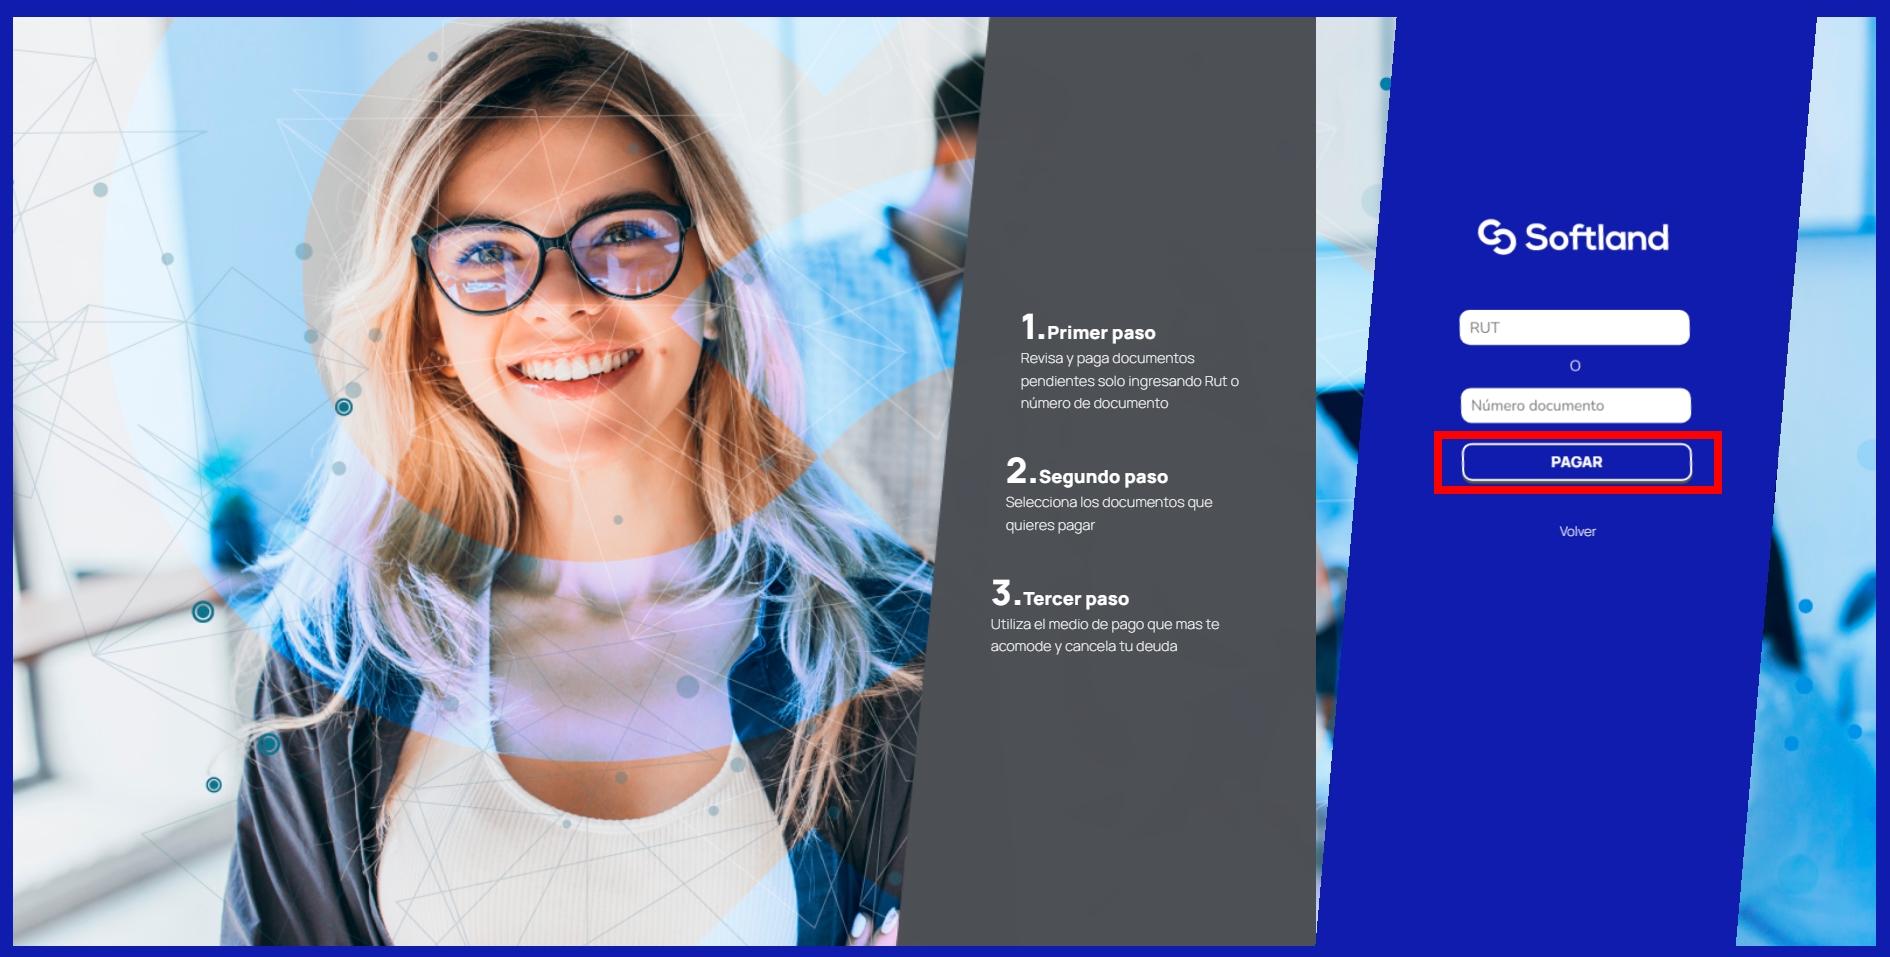 1.Primer paso
Revisa y paga documentos
pendientes solo ingresando Rut o
número de documento
2.Segundo paso
Selecciona los documentos que
quieres pagar
3.Tercer paso
Utiliza el medio de pago que mas te
acomode y cancela tu deuda
Softland
RUT
O
Número documento
PAGAR
Volver